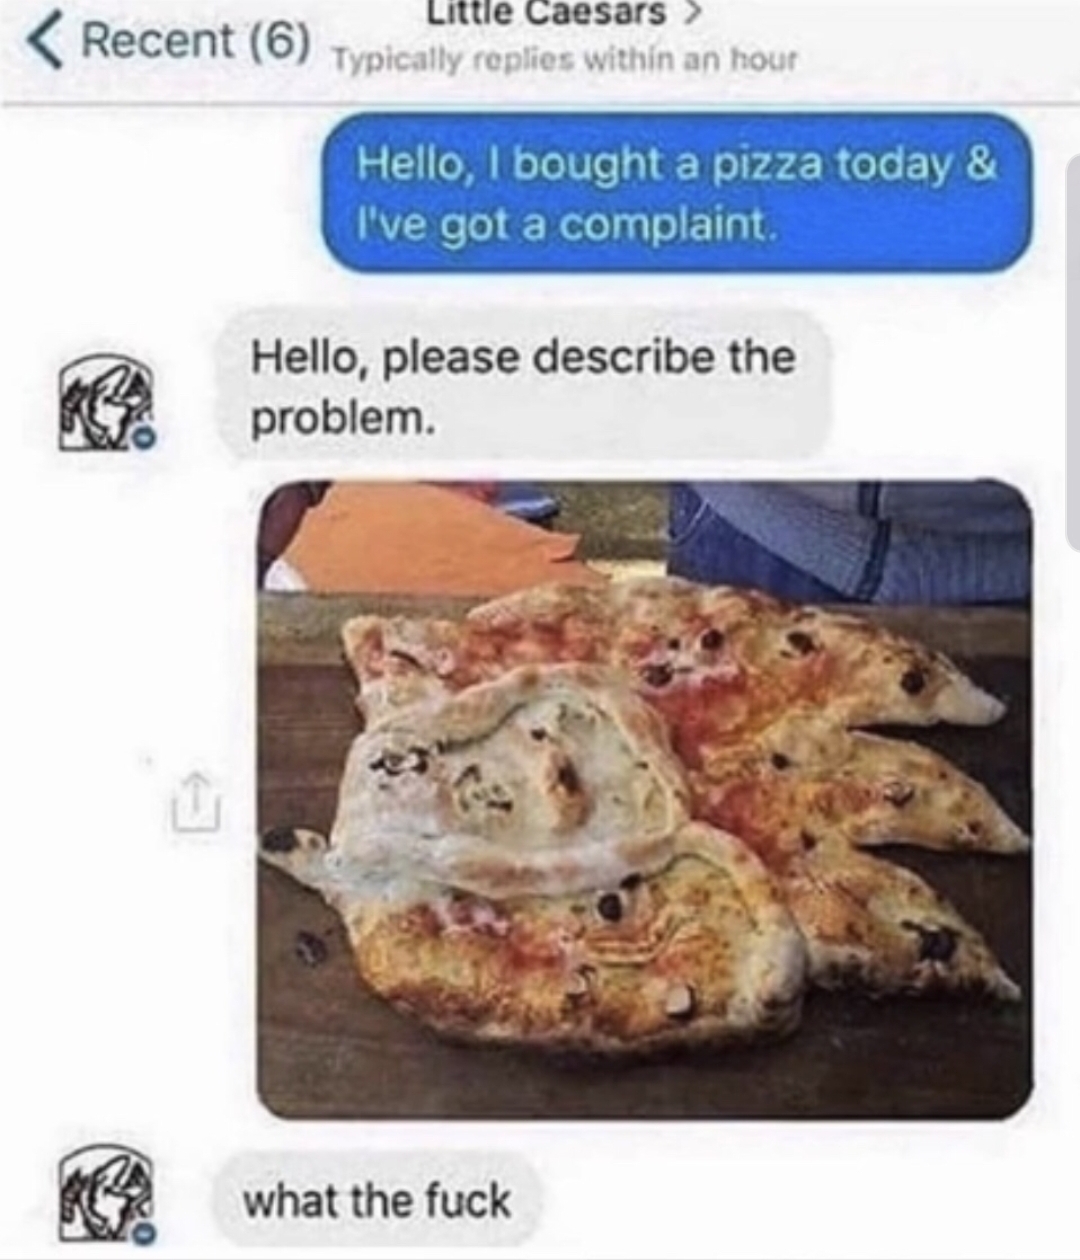 Little Caesars
Recent (6)
Typically replies within an hour
Hello, I bought a pizza today &
I've got a complaint.
Hello, please describe the
problem.
what the fuck